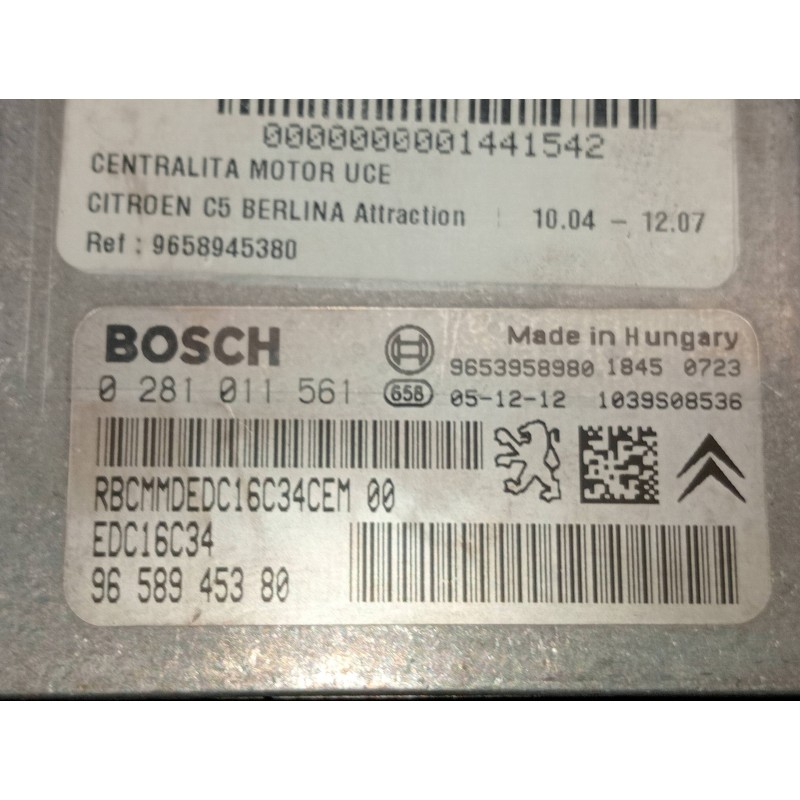 0000000001441542
CENTRALITA MOTOR UCE
CITROEN C5 BERLINA Attraction 10.04 - 12.07
Ref : 9658945380
BOSCH Made in Hungary
9653958980 1845 0723
0 281 011 561 658 05-12-12 1039S08536
RBCMMDEDC16C34CEM 00
EDC16C34
96 589 453 80